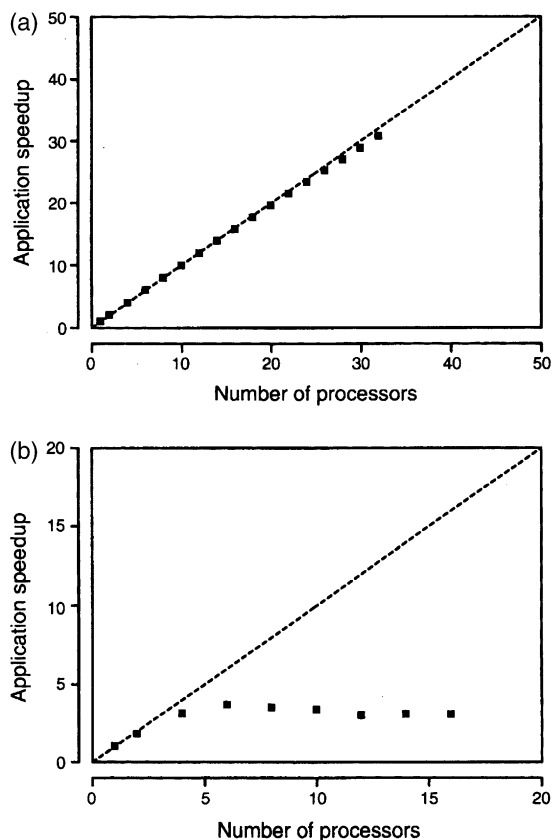 (a)
Application speedup
50
40
30
20
10
0
0 10 20 30 40 50
Number of processors
(b)
Application speedup
20
15
10
5
0
0 5 10 15 20
Number of processors